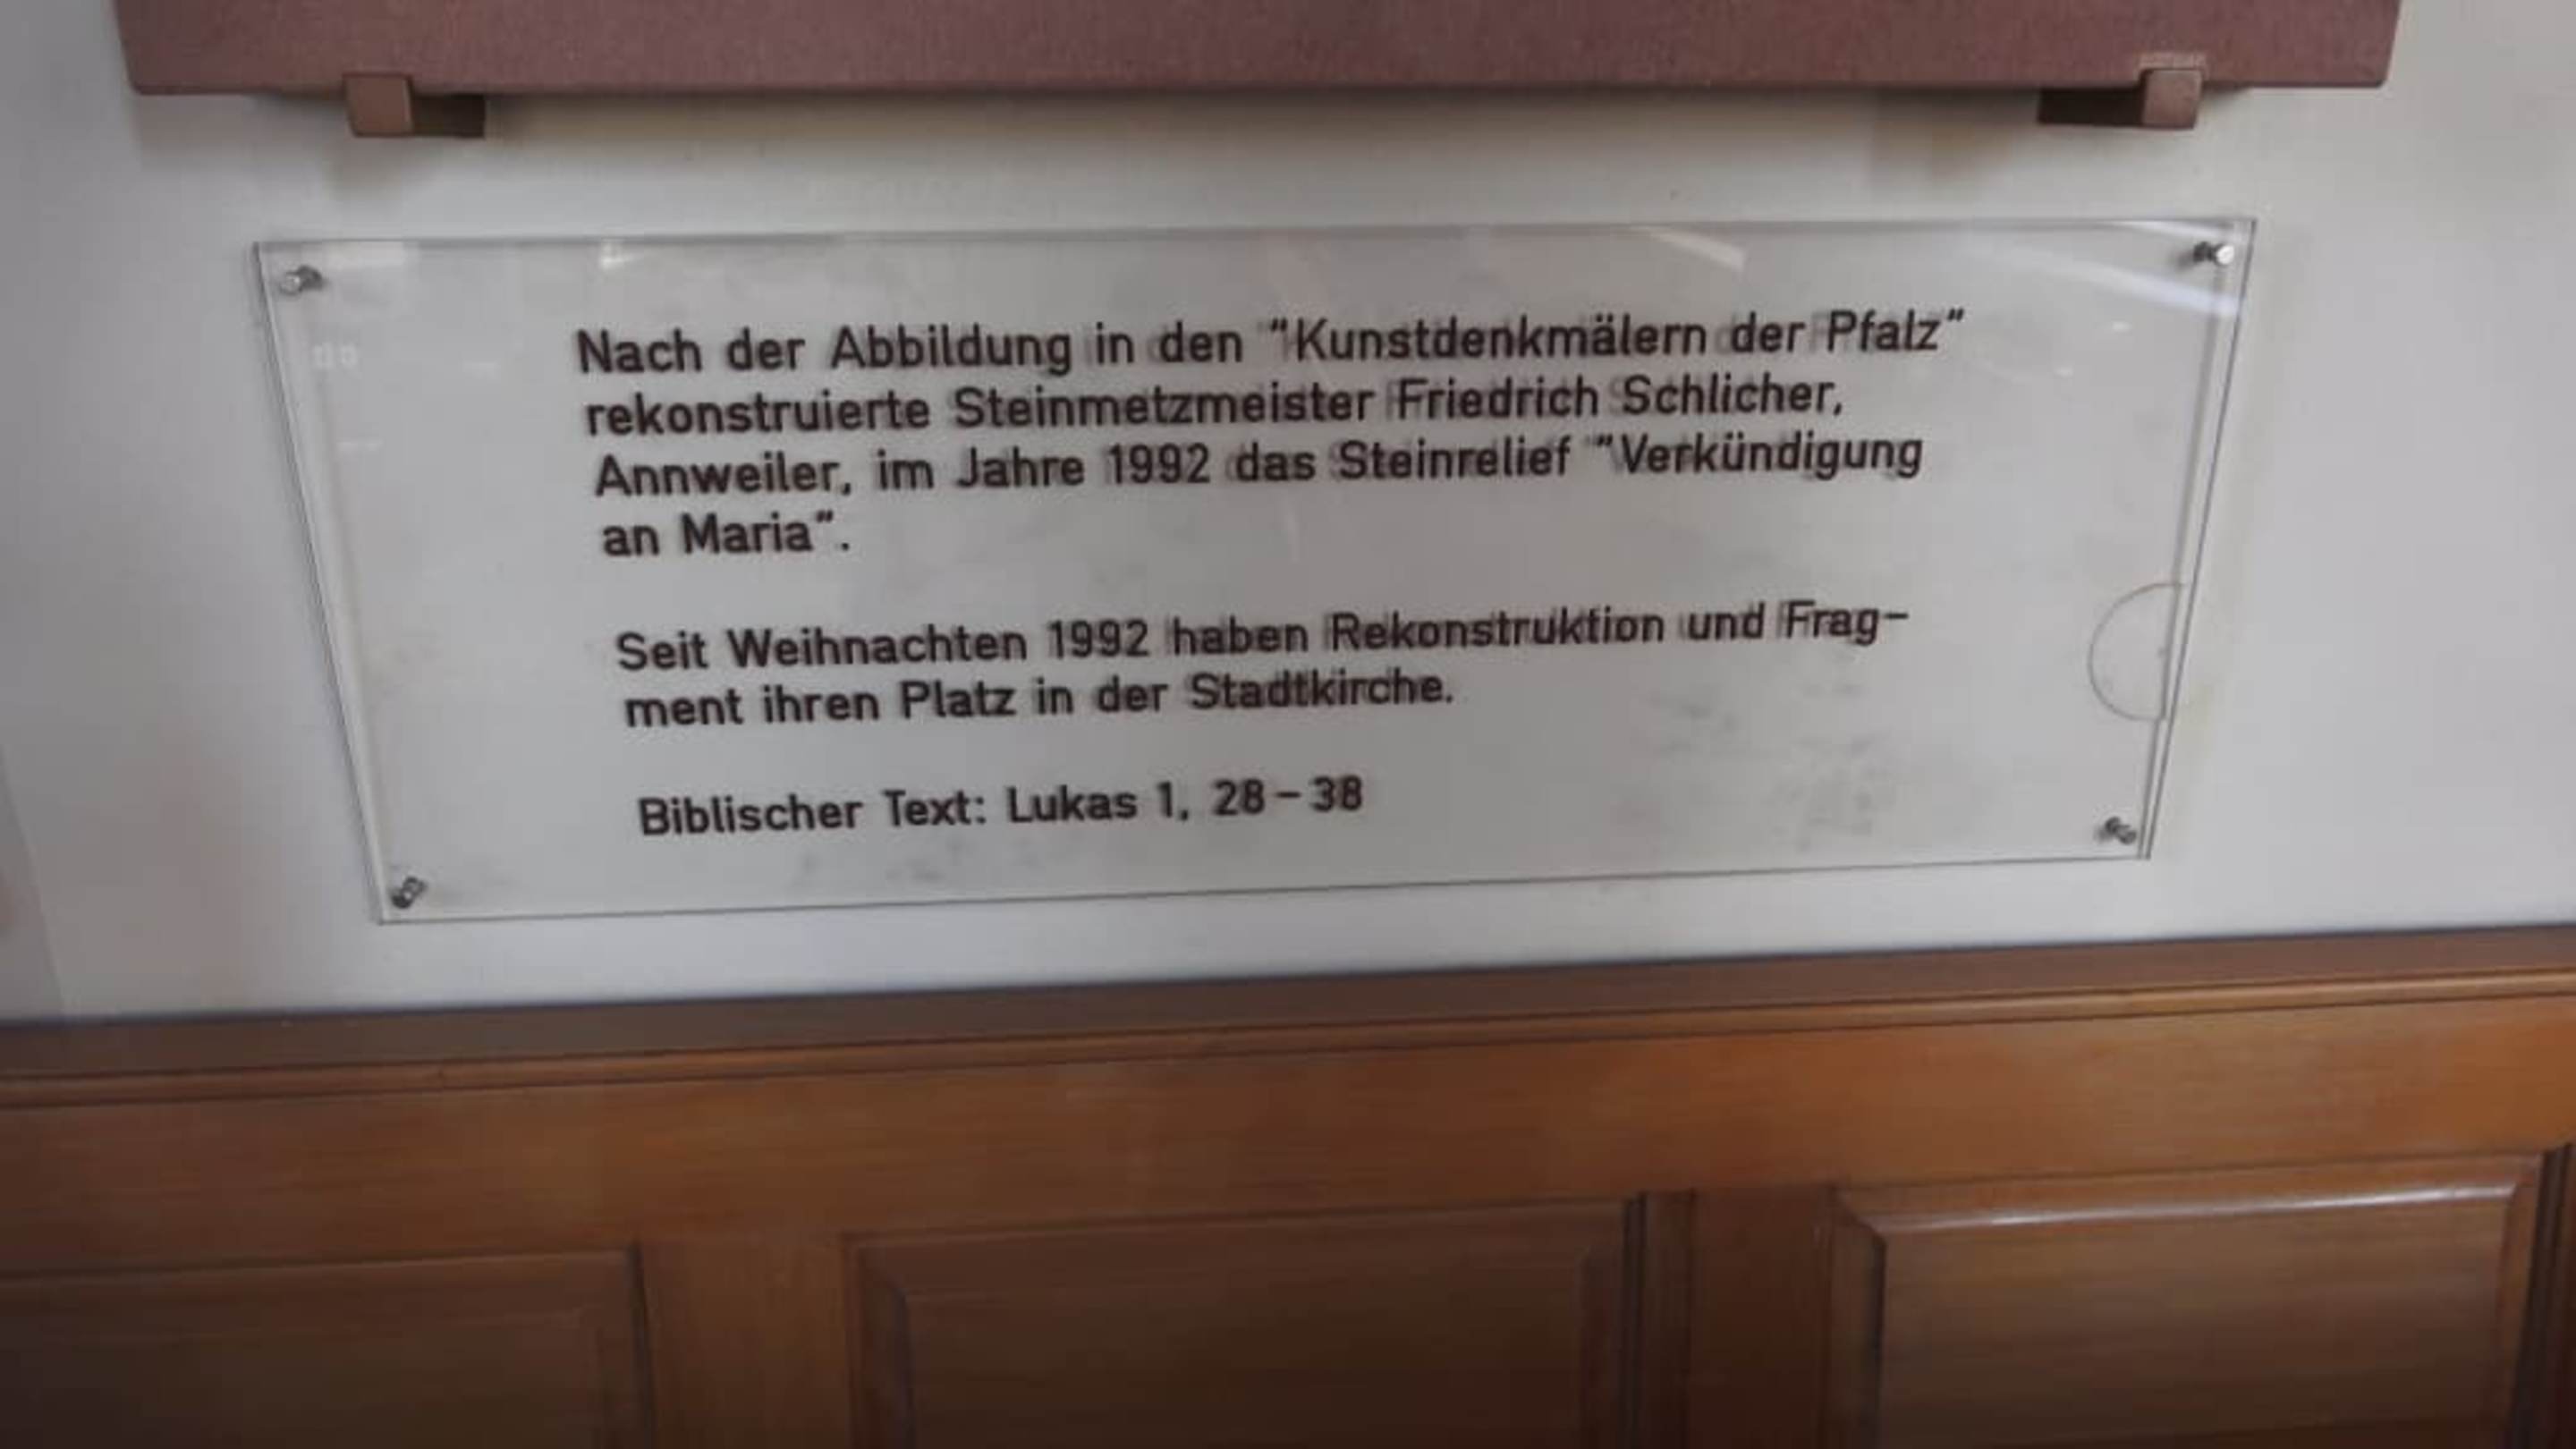 Nach der Abbildung in den "Kunstdenkmälern der Pfalz"
rekonstruierte Steinmetzmeister Friedrich Schlicher,
Annweiler, im Jahre 1992 das Steinrelief "Verkündigung
an Maria".
Seit Weihnachten 1992 haben Rekonstruktion und Frag-
ment ihren Platz in der Stadtkirche.
Biblischer Text: Lukas 1, 28-38